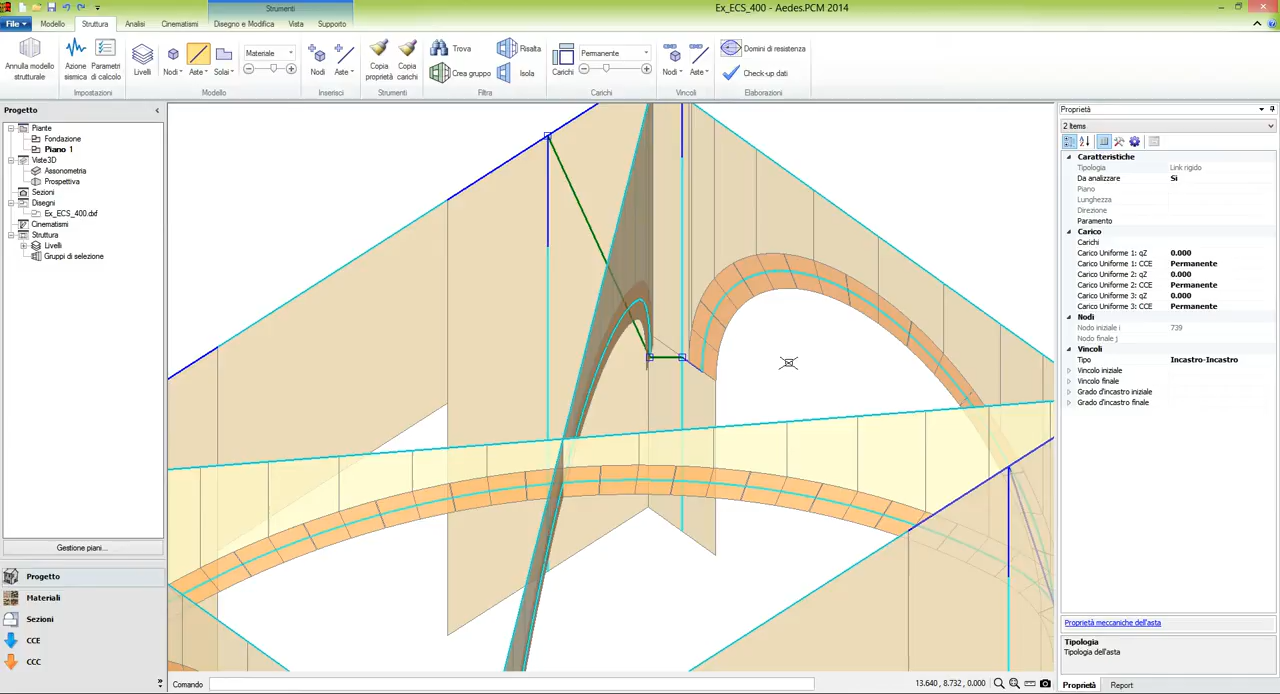 Strumenti
Ex_ECS_400 - Aedes.PCM 2014
File
Modello
Struttura
Analisi
Cinematismi
Disegno e Modifica
Vista
Supporto
Annulla modello
strutturale
Azione
sismica
Parametri
di calcolo
Impostazioni
Livelli
Nodi
Aste
Solai
Materiale
Modello
Nodi
Aste
Inserisci
Copia
proprietà
Copia
carichi
Strumenti
Trova
Crea gruppo
Risalta
Isola
Filtra
Carichi
Permanente
Carichi
Nodi
Aste
Vincoli
Domini di resistenza
Check-up dati
Elaborazioni
Progetto
Piante
Fondazione
Piano 1
Viste3D
Assonometria
Prospettiva
Sezioni
Disegni
Ex_ECS_400.dxf
Cinematismi
Struttura
Livelli
Gruppi di selezione
Gestione piani...
Progetto
Materiali
Sezioni
CCE
CCC
Comando
13.640 , 8.732 , 0.000
Proprietà
2 Items
Caratteristiche
Tipologia Link rigido
Da analizzare Sì
Piano
Lunghezza
Direzione
Paramento
Carico
Carichi
Carico Uniforme 1: qZ 0.000
Carico Uniforme 1: CCE Permanente
Carico Uniforme 2: qZ 0.000
Carico Uniforme 2: CCE Permanente
Carico Uniforme 3: qZ 0.000
Carico Uniforme 3: CCE Permanente
Nodi
Nodo iniziale i 739
Nodo finale j
Vincoli
Tipo Incastro-Incastro
Vincolo iniziale
Vincolo finale
Grado d'incastro iniziale
Grado d'incastro finale
Proprietà meccaniche dell'asta
Tipologia
Tipologia dell'asta
Proprietà
Report